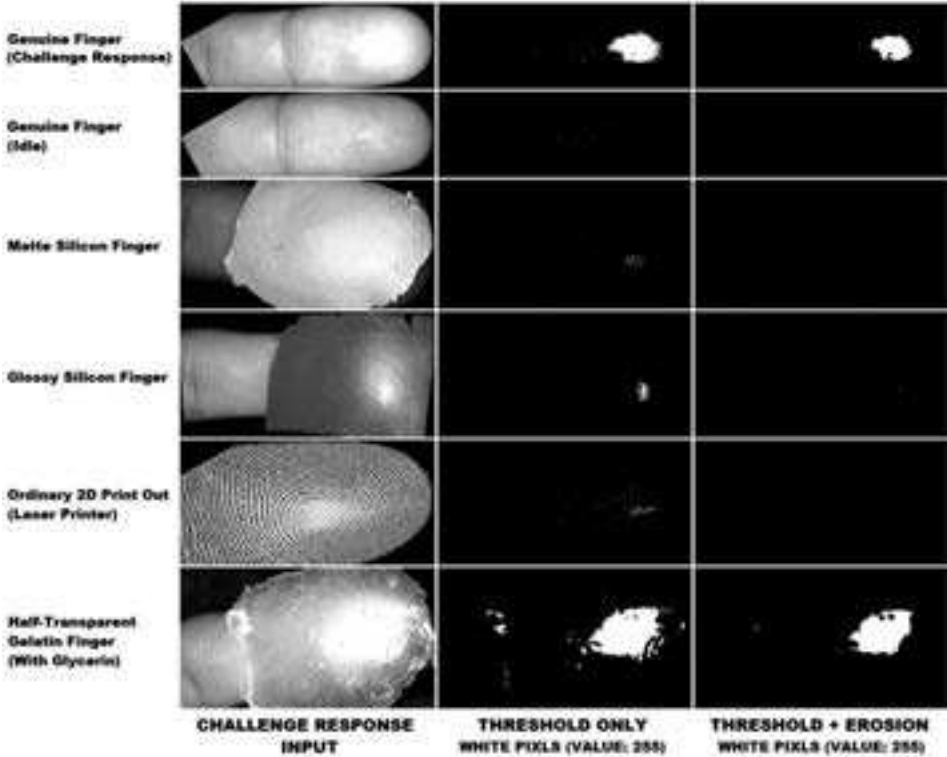 Genuine Finger
(Challenge Response)
Genuine Finger
(Idle)
Matte Silicon Finger
Glossy Silicon Finger
Ordinary 2D Print Out
(Laser Printer)
Half-Transparent
Gelatin Finger
(With Glycerin)
CHALLENGE RESPONSE
INPUT
THRESHOLD ONLY
WHITE PIXLS (VALUE: 255)
THRESHOLD + EROSION
WHITE PIXLS (VALUE: 255)